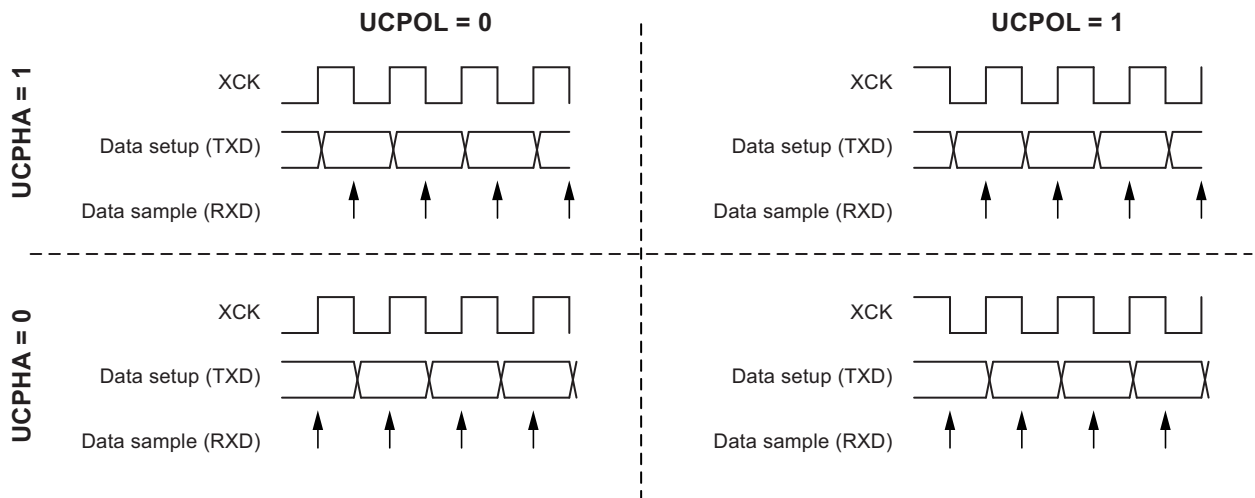 UCPOL = 0
UCPOL = 1
UCPHA = 1
XCK
Data setup (TXD)
Data sample (RXD)
XCK
Data setup (TXD)
Data sample (RXD)
UCPHA = 0
XCK
Data setup (TXD)
Data sample (RXD)
XCK
Data setup (TXD)
Data sample (RXD)